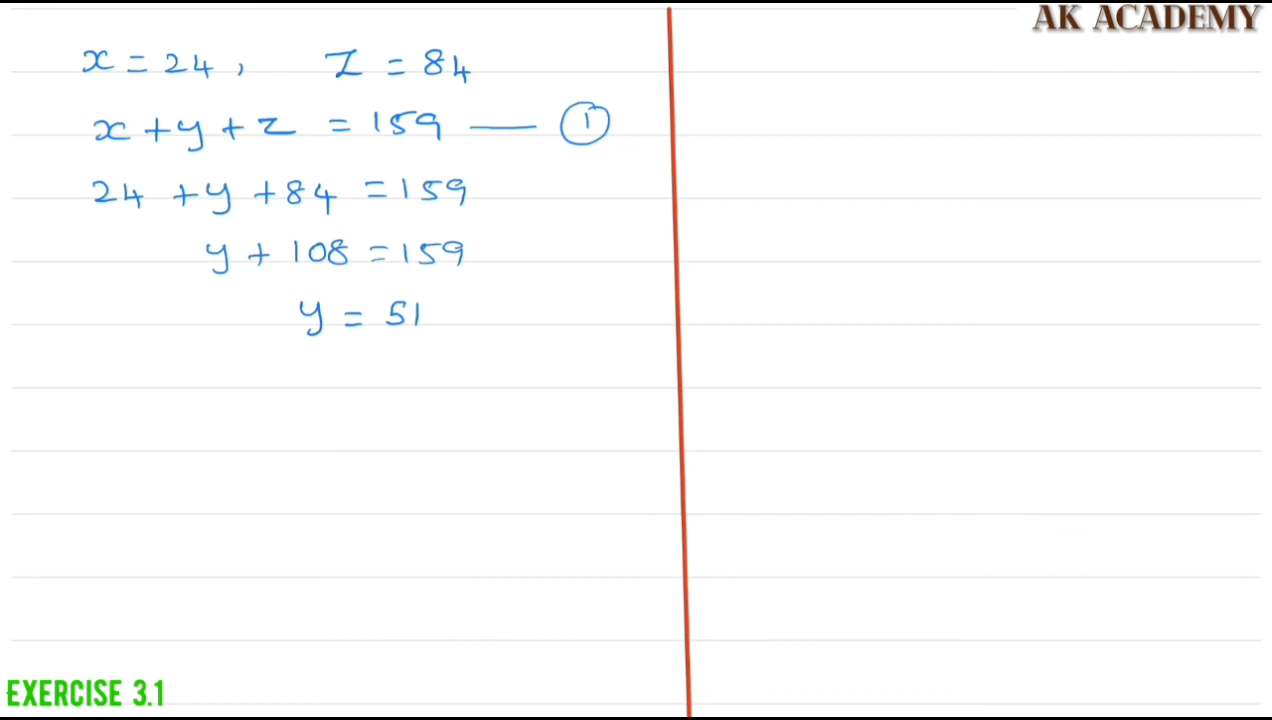 AK ACADEMY
x = 24, z = 84
x + y + z = 159 — ①
24 + y + 84 = 159
y + 108 = 159
y = 51
EXERCISE 3.1